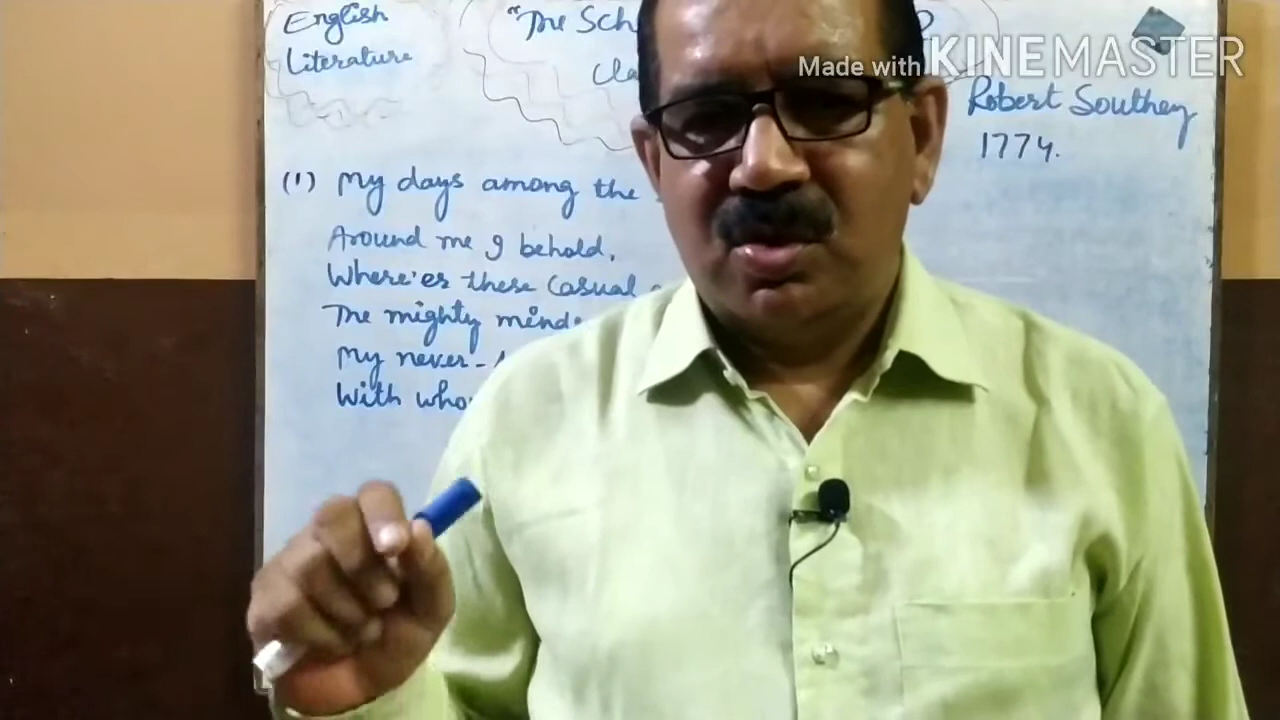 English
Literature
"The Sch
Cla
Made with KINEMASTER
Robert Southey
1774.
(1) My days among the
Around me I behold,
Where'er these casual
The mighty minds
My never-
With who